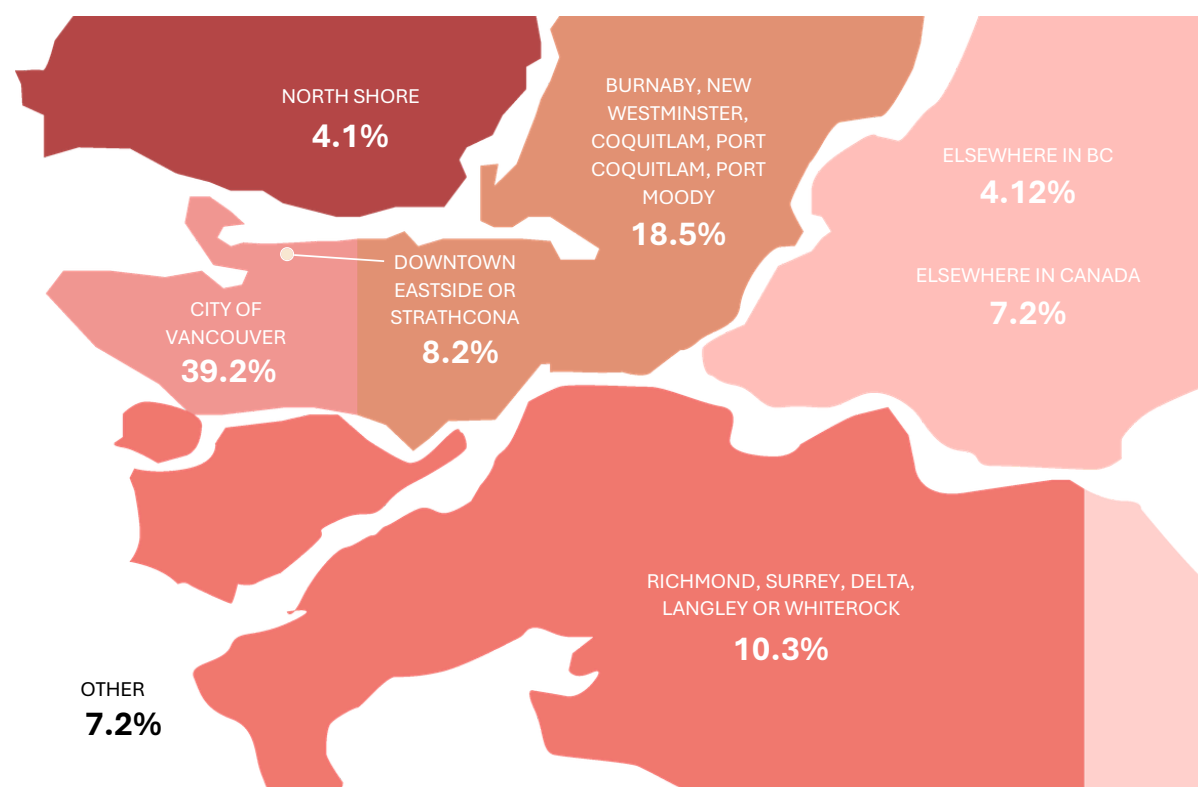 NORTH SHORE
4.1%
BURNABY, NEW
WESTMINSTER,
COQUITLAM, PORT
COQUITLAM, PORT
MOODY
18.5%
ELSEWHERE IN BC
4.12%
ELSEWHERE IN CANADA
7.2%
DOWNTOWN
EASTSIDE OR
STRATHCONA
8.2%
CITY OF
VANCOUVER
39.2%
RICHMOND, SURREY, DELTA,
LANGLEY OR WHITEROCK
10.3%
OTHER
7.2%